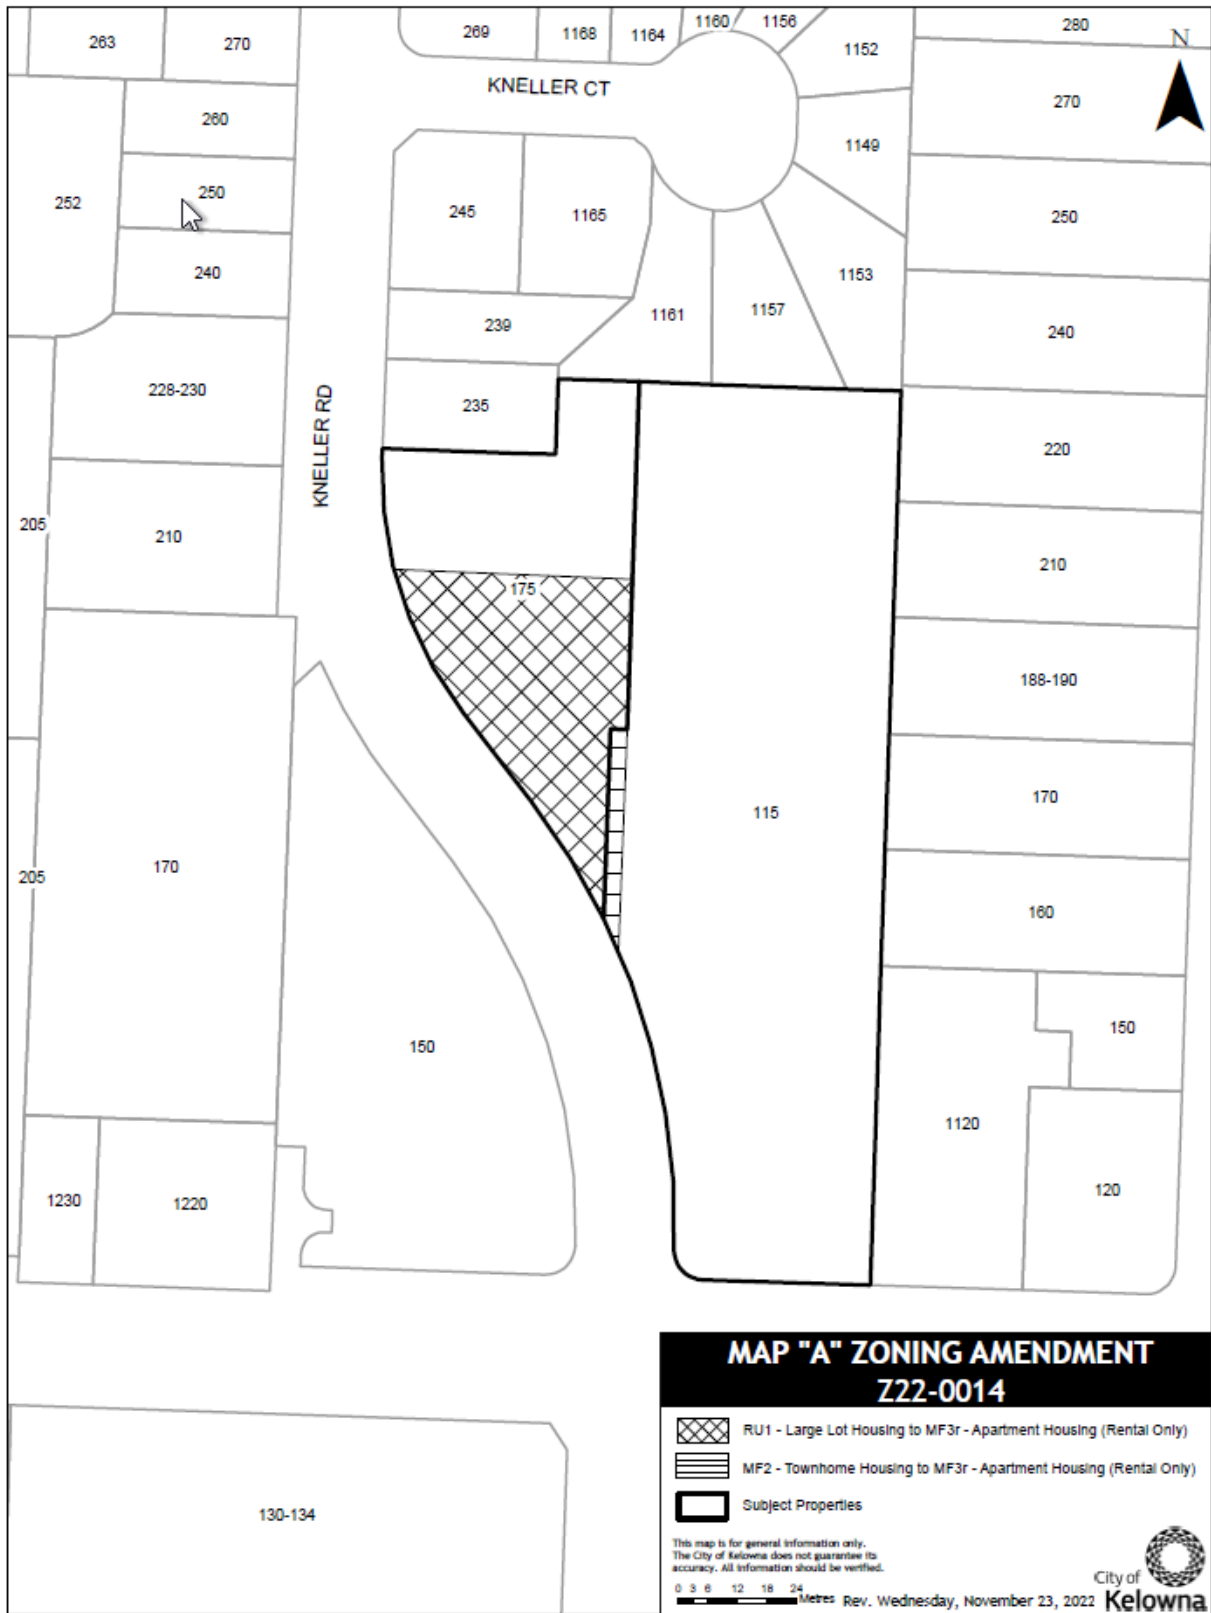 263
270
269
1168
1164
1160
1156
1152
280
N
KNELLER CT
260
270
1149
252
250
245
1165
250
240
1153
239
1161
1157
240
228-230
235
KNELLER RD
220
205
210
210
175
188-190
170
115
170
205
160
150
150
1120
1230
1220
120
MAP "A" ZONING AMENDMENT
Z22-0014
RU1 - Large Lot Housing to MF3r - Apartment Housing (Rental Only)
MF2 - Townhome Housing to MF3r - Apartment Housing (Rental Only)
Subject Properties
130-134
This map is for general information only.
The City of Kelowna does not guarantee its
accuracy. All information should be verified.
0 3 6 12 18 24
Metres
Rev. Wednesday, November 23, 2022
City of
Kelowna